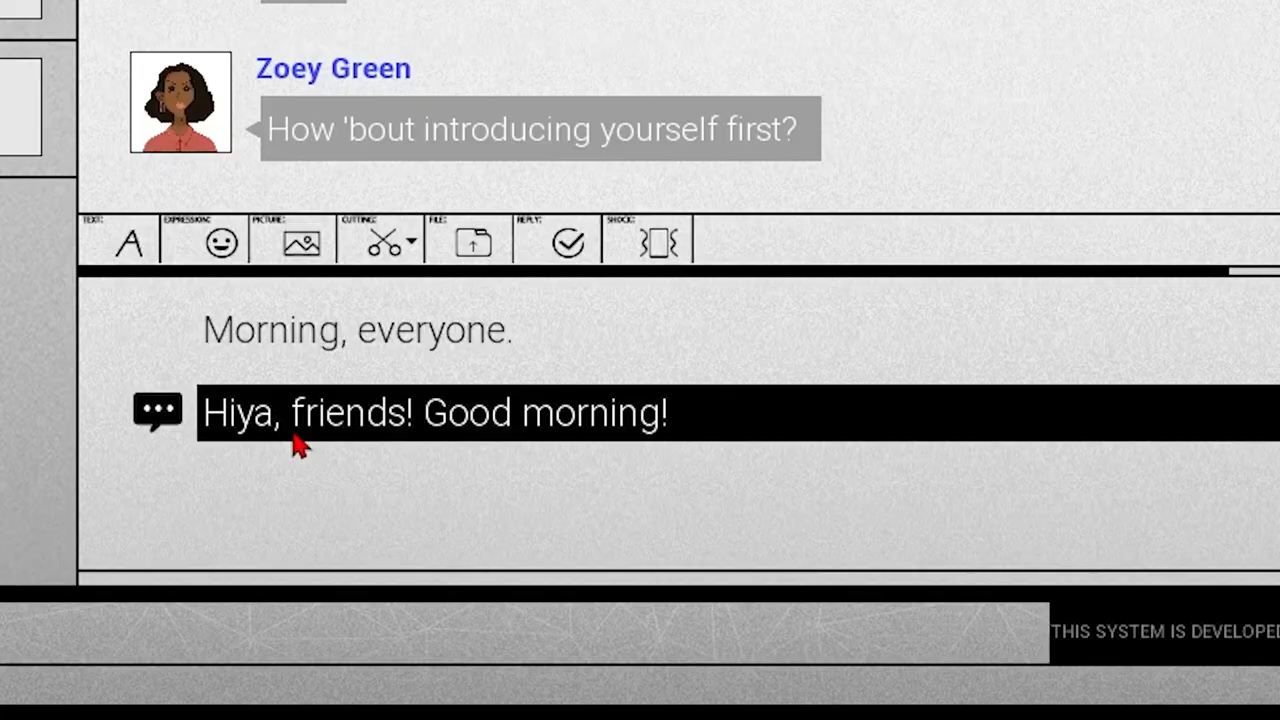 Zoey Green
How 'bout introducing yourself first?
TEXT: EXPRESSION: PICTURE: CUTTING: FILE: REPLY: SHOCK:
Morning, everyone.
Hiya, friends! Good morning!
THIS SYSTEM IS DEVELOPED